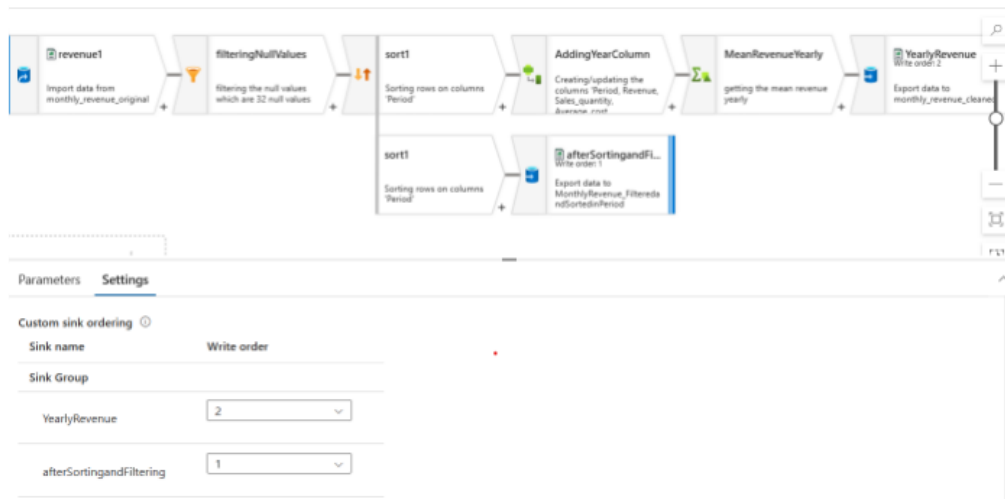 revenue1
Import data from
monthly_revenue_original
filteringNullValues
filtering the null values
which are 32 null values
sort1
Sorting rows on columns
'Period'
AddingYearColumn
Creating/updating the
columns 'Period, Revenue,
Sales_quantity,
Average_cost
MeanRevenueYearly
getting the mean revenue
yearly
YearlyRevenue
Write order: 2
Export data to
monthly_revenue_cleaned
sort1
Sorting rows on columns
'Period'
afterSortingandFi...
Write order: 1
Export data to
MonthlyRevenue_Filtereda
ndSortedinPeriod
Parameters Settings
Custom sink ordering
Sink name Write order
Sink Group
YearlyRevenue 2
afterSortingandFiltering 1